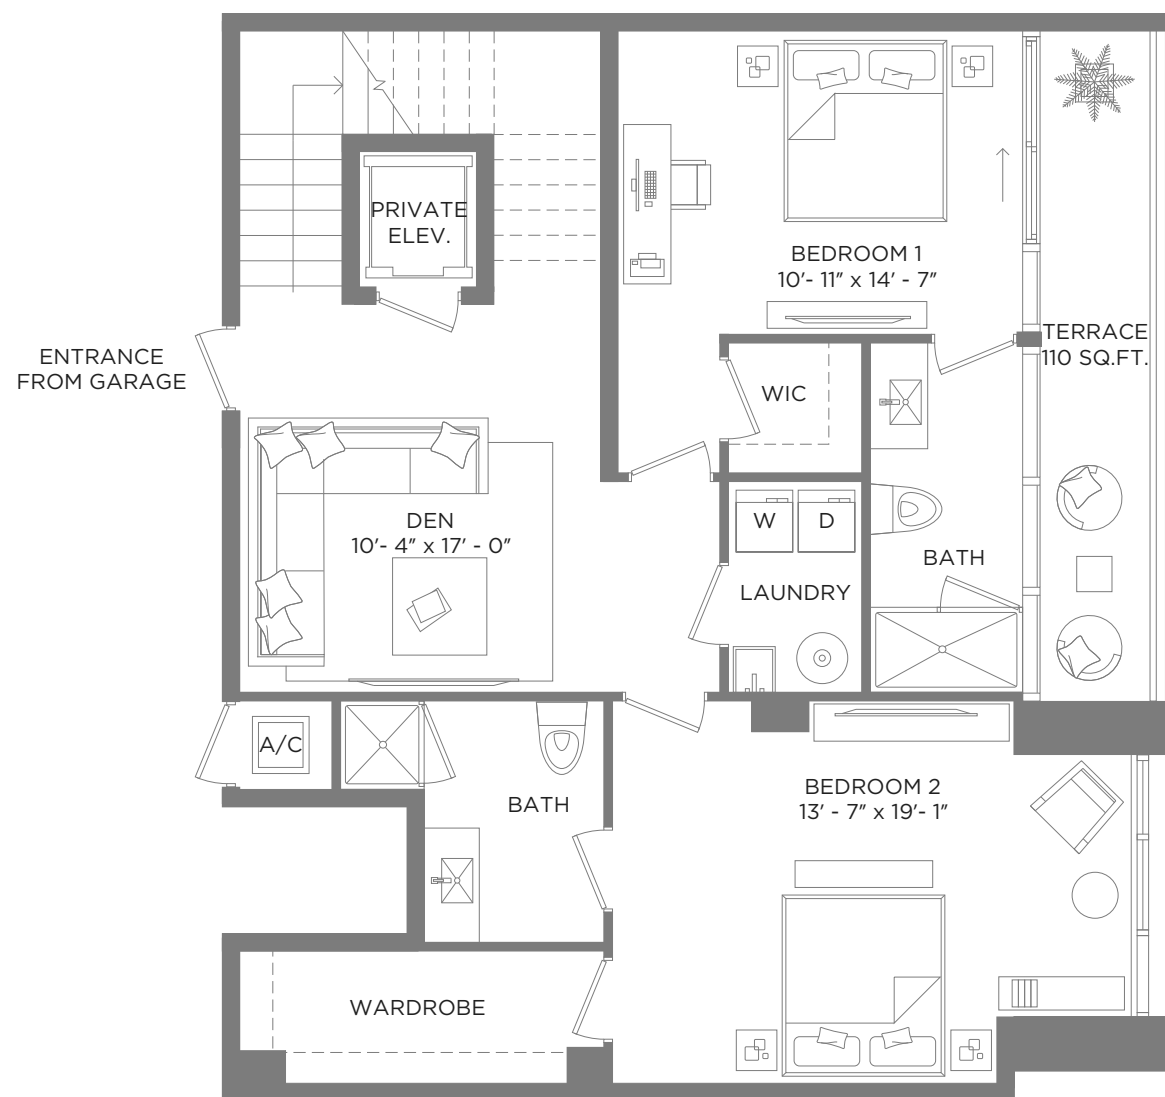 PRIVATE
ELEV.
BEDROOM 1
10'- 11” x 14' - 7”
TERRACE
110 SQ.FT.
ENTRANCE
FROM GARAGE
WIC
DEN
10'- 4” x 17' - 0”
W
D
BATH
LAUNDRY
A/C
BEDROOM 2
13' - 7” x 19'- 1”
BATH
WARDROBE